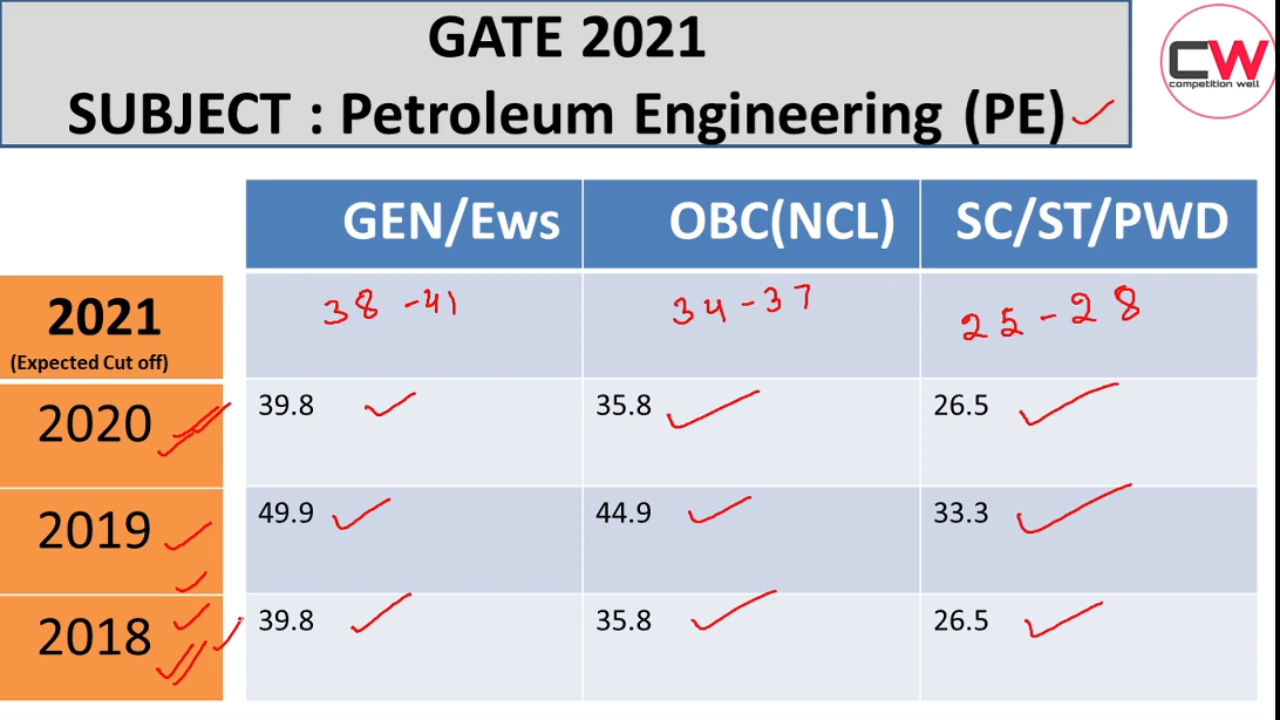 GATE 2021
SUBJECT : Petroleum Engineering (PE)
CW
competition well
GEN/Ews OBC(NCL) SC/ST/PWD
2021 38-41 34-37 25-28
(Expected Cut off)
2020 39.8 35.8 26.5
2019 49.9 44.9 33.3
2018 39.8 35.8 26.5